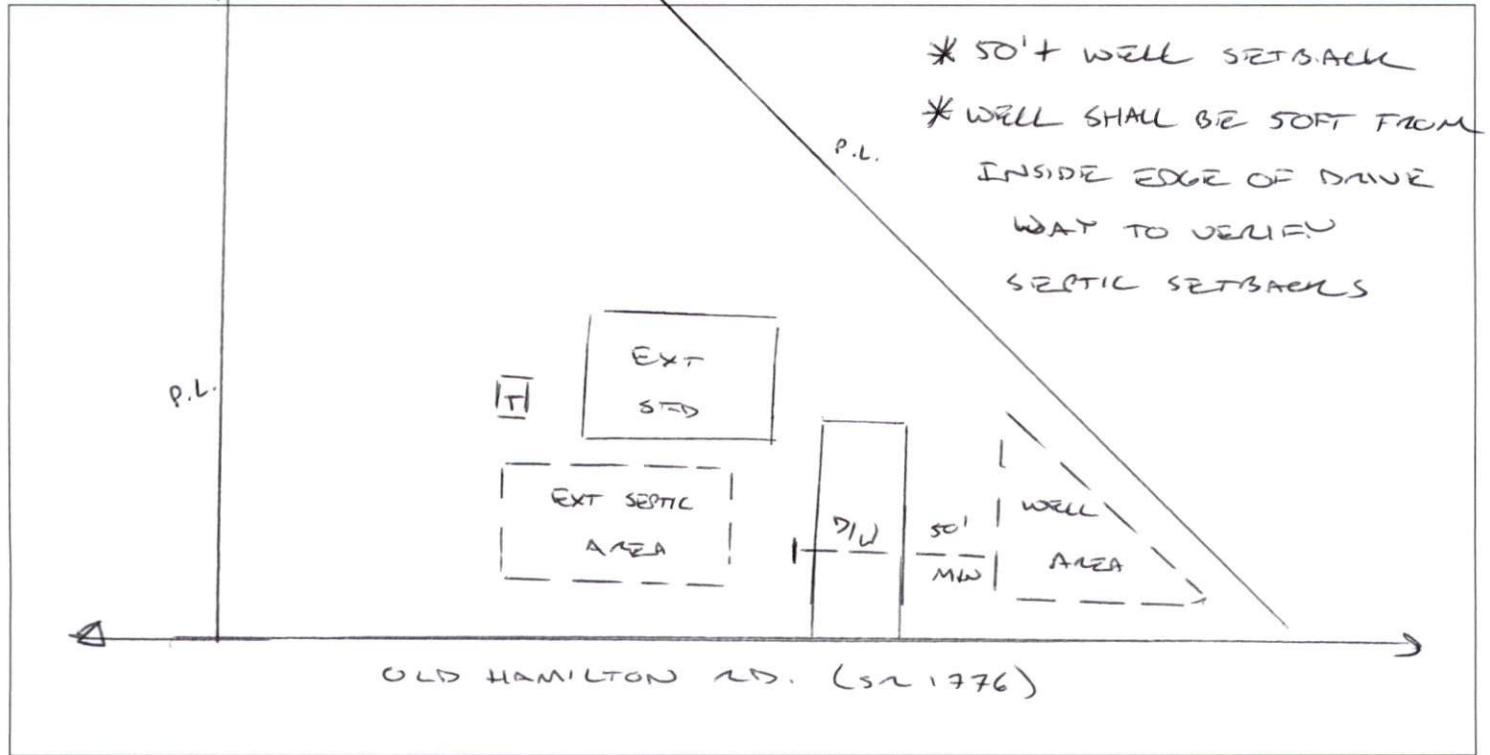 * 50'+ WELL SETBACK
* WELL SHALL BE 50FT FROM
INSIDE EDGE OF DRIVE
WAY TO VERIFY
SEPTIC SETBACKS
P.L.
P.L.
EXT
SFD
T
EXT SEPTIC
AREA
D/W
50'
MIN
WELL
AREA
OLD HAMILTON RD. (SR 1776)